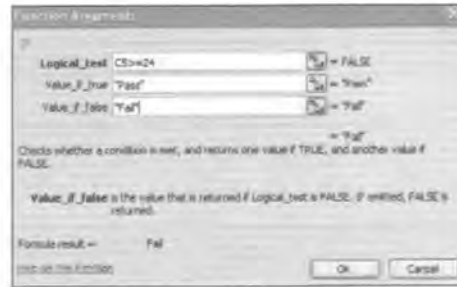 Function Arguments
IF
Logical_test C5>=24 = FALSE
Value_if_true "Pass" = "Pass"
Value_if_false "Fail" = "Fail"
= "Fail"
Checks whether a condition is met, and returns one value if TRUE, and another value if
FALSE.
Value_if_false is the value that is returned if Logical_test is FALSE. If omitted, FALSE is
returned.
Formula result = Fail
Help on this function OK Cancel